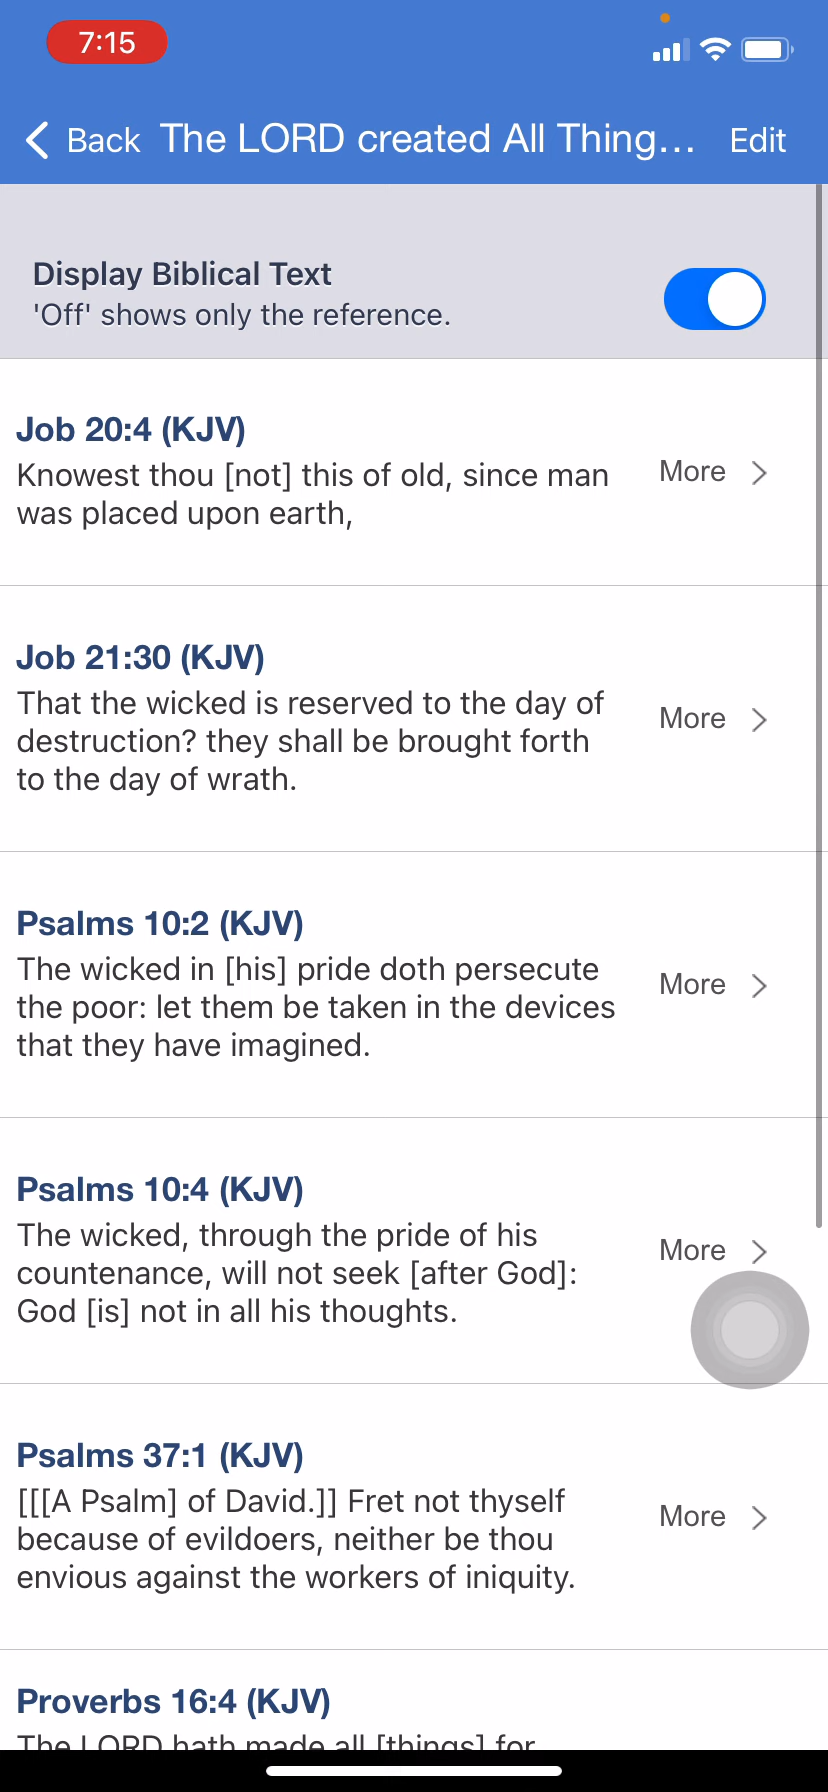 7:15
Back The LORD created All Thing... Edit
Display Biblical Text
'Off' shows only the reference.
Job 20:4 (KJV)
Knowest thou [not] this of old, since man
was placed upon earth,
More
Job 21:30 (KJV)
That the wicked is reserved to the day of
destruction? they shall be brought forth
to the day of wrath.
More
Psalms 10:2 (KJV)
The wicked in [his] pride doth persecute
the poor: let them be taken in the devices
that they have imagined.
More
Psalms 10:4 (KJV)
The wicked, through the pride of his
countenance, will not seek [after God]:
God [is] not in all his thoughts.
More
Psalms 37:1 (KJV)
[[[A Psalm] of David.]] Fret not thyself
because of evildoers, neither be thou
envious against the workers of iniquity.
More
Proverbs 16:4 (KJV)
The LORD hath made all [things] for